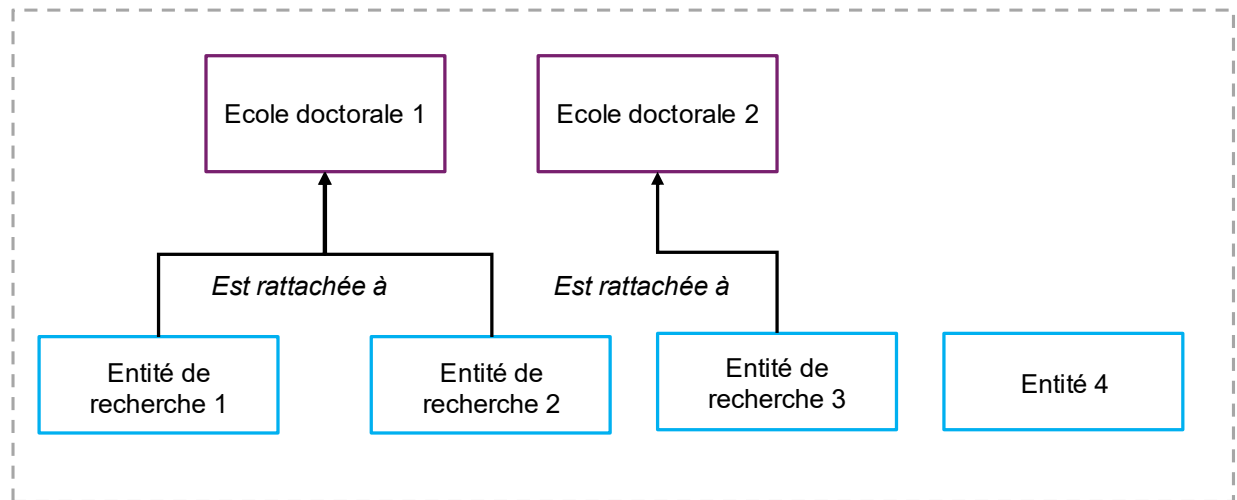 Ecole doctorale 1
Ecole doctorale 2
Est rattachée à
Est rattachée à
Entité de
recherche 1
Entité de
recherche 2
Entité de
recherche 3
Entité 4